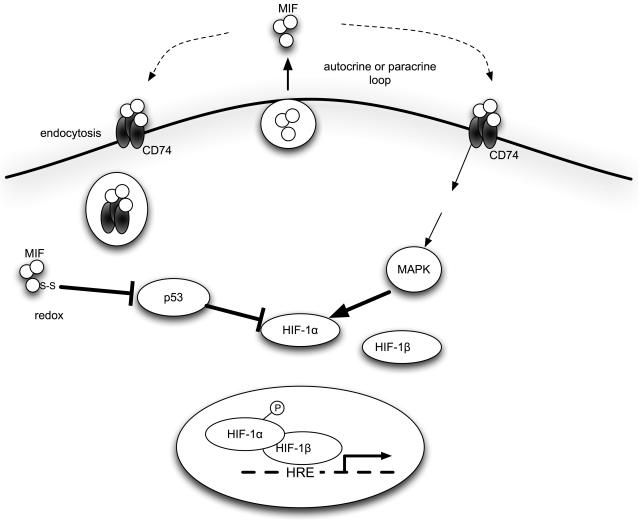 MIF
autocrine or paracrine
loop
endocytosis
CD74
CD74
MIF
S-S
redox
p53
MAPK
HIF-1α
HIF-1β
P
HIF-1α
HIF-1β
HRE